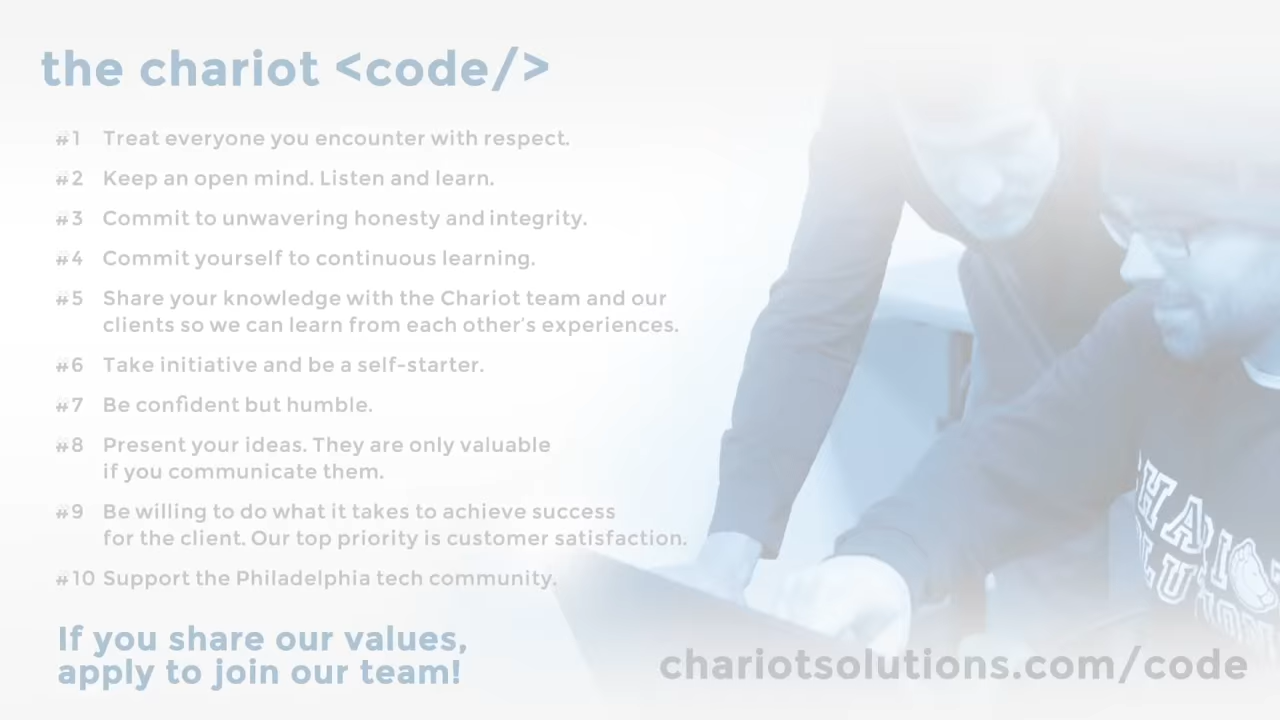 the chariot <code/>
#1 Treat everyone you encounter with respect.
#2 Keep an open mind. Listen and learn.
#3 Commit to unwavering honesty and integrity.
#4 Commit yourself to continuous learning.
#5 Share your knowledge with the Chariot team and our
clients so we can learn from each other's experiences.
#6 Take initiative and be a self-starter.
#7 Be confident but humble.
#8 Present your ideas. They are only valuable
if you communicate them.
#9 Be willing to do what it takes to achieve success
for the client. Our top priority is customer satisfaction.
#10 Support the Philadelphia tech community.
If you share our values,
apply to join our team!
chariotsolutions.com/code